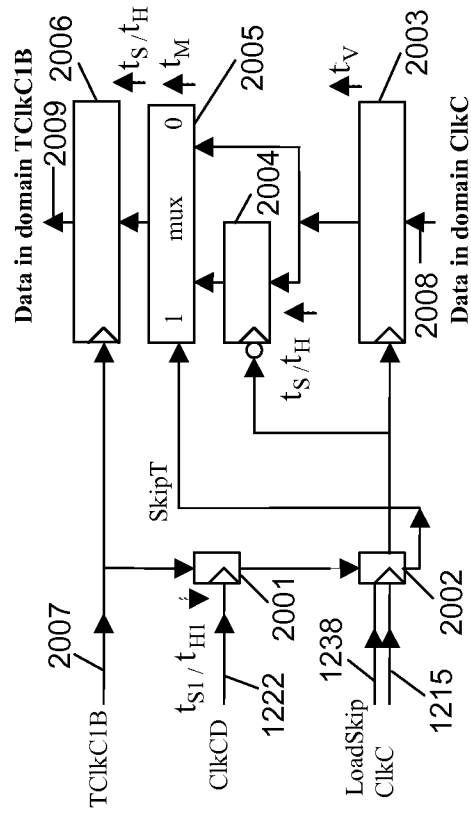 Data in domain TClkC1B
2009
2006
tS/tH
tM
2005
1 mux 0
2004
tS/tH
tV
2003
2008
Data in domain ClkC
SkipT
TClkC1B
2007
tS1/tH1
2001
ClkCD
1222
2002
1238
LoadSkip
ClkC
1215